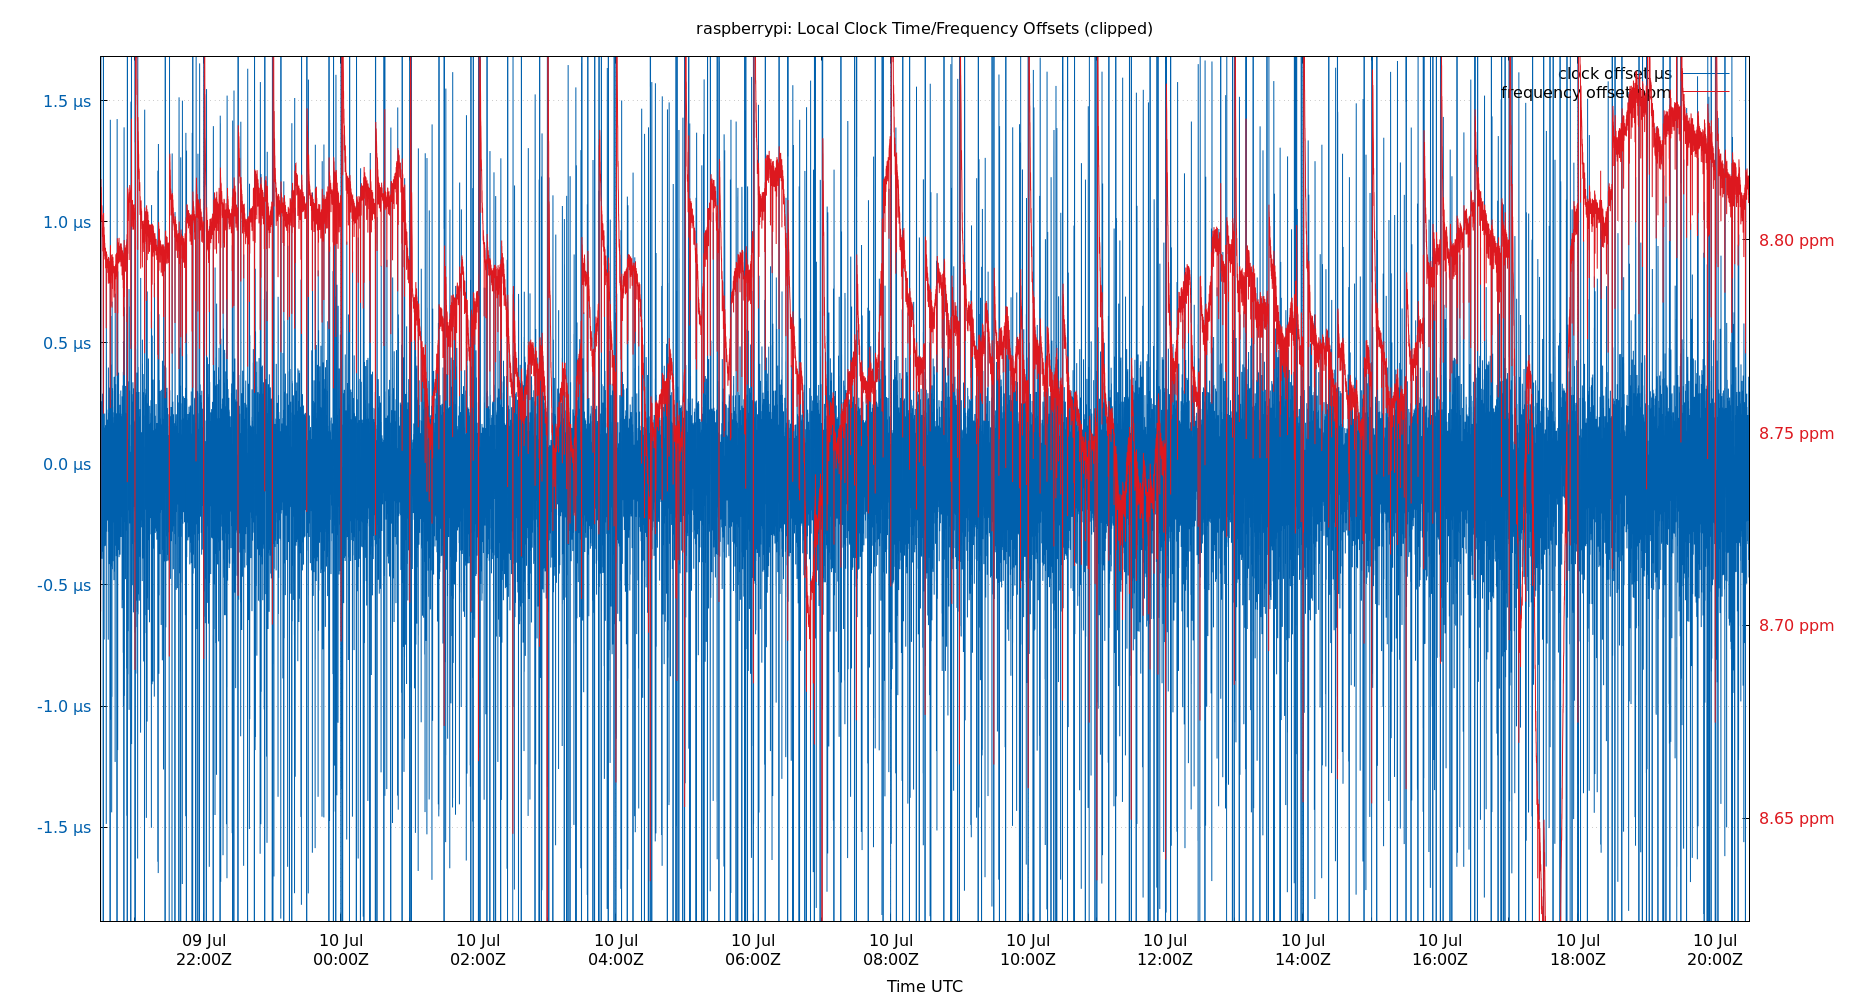 raspberrypi: Local Clock Time/Frequency Offsets (clipped)
clock offset µs
frequency offset ppm
1.5 µs
1.0 µs
0.5 µs
0.0 µs
-0.5 µs
-1.0 µs
-1.5 µs
8.80 ppm
8.75 ppm
8.70 ppm
8.65 ppm
09 Jul 10 Jul 10 Jul 10 Jul 10 Jul 10 Jul 10 Jul 10 Jul 10 Jul 10 Jul 10 Jul 10 Jul
22:00Z 00:00Z 02:00Z 04:00Z 06:00Z 08:00Z 10:00Z 12:00Z 14:00Z 16:00Z 18:00Z 20:00Z
Time UTC